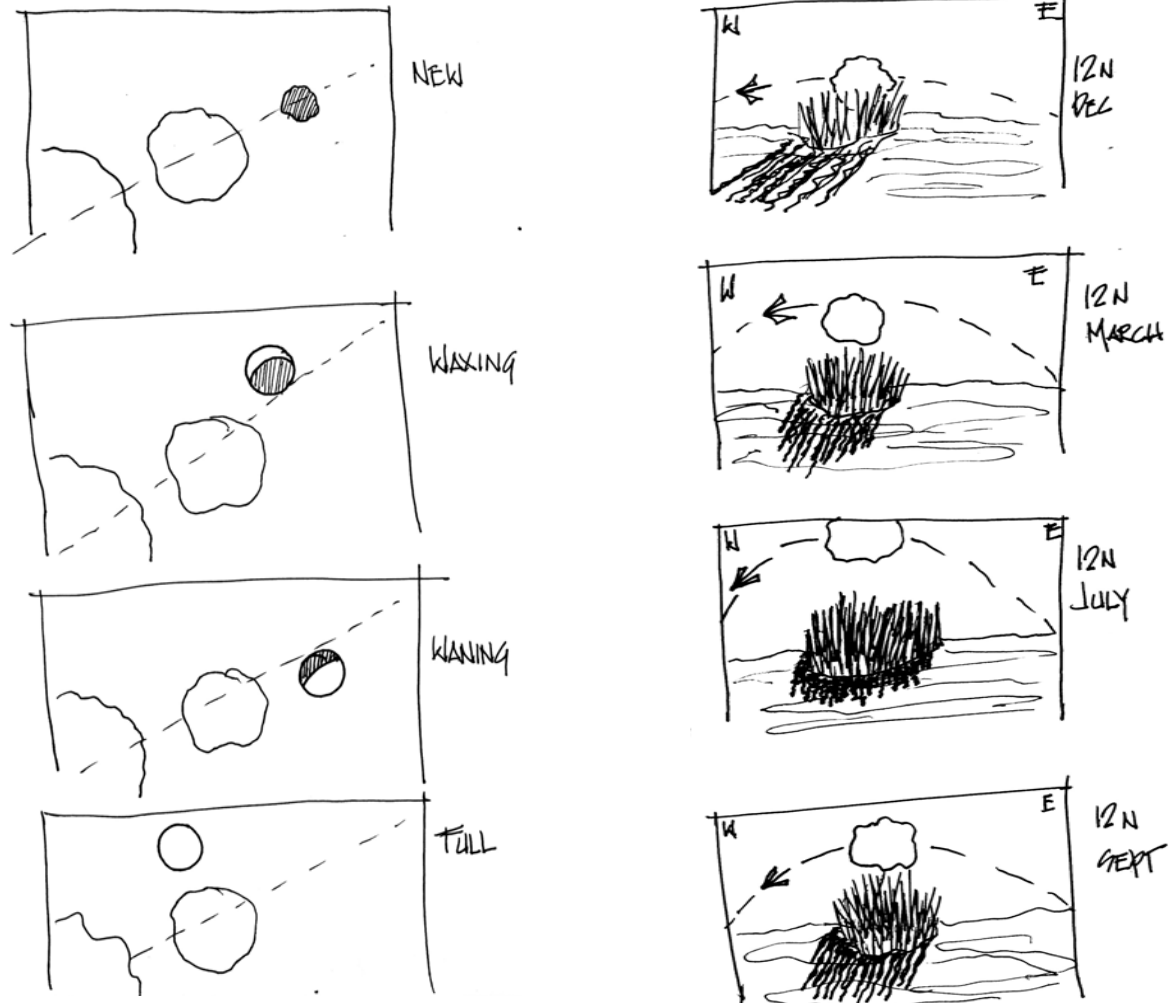 NEW
WAXING
WANING
FULL
W E
12N
DEC
W E
12N
MARCH
W E
12N
JULY
W E
12N
SEPT